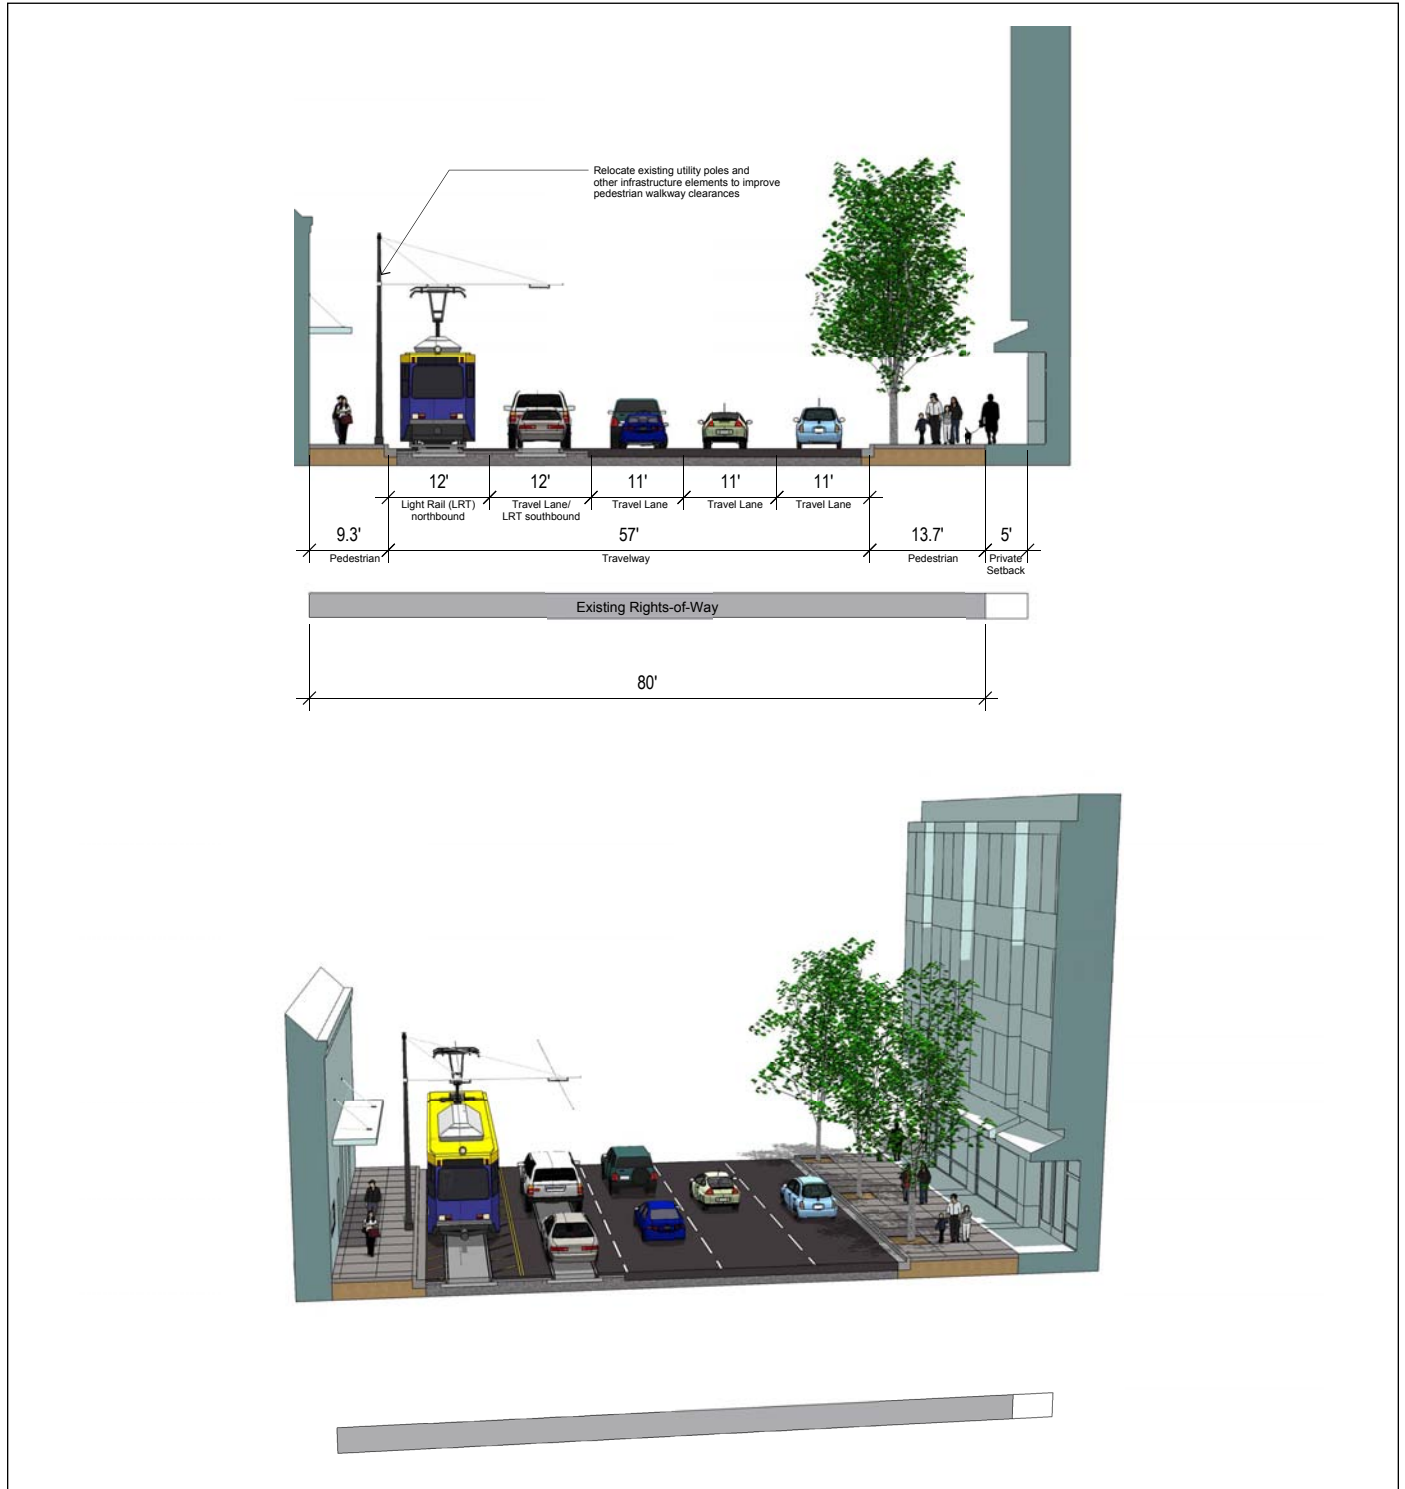 Relocate existing utility poles and
other infrastructure elements to improve
pedestrian walkway clearances
12' 12' 11' 11' 11'
Light Rail (LRT) Travel Lane/ Travel Lane Travel Lane Travel Lane
northbound LRT southbound
9.3' 57' 13.7' 5'
Pedestrian Travelway Pedestrian Private
Setback
Existing Rights-of-Way
80'